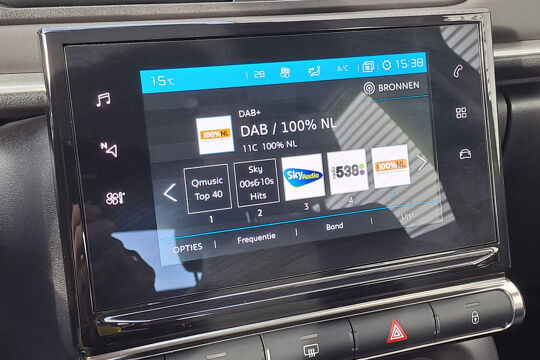 15°C 28 A/C 15:38
BRONNEN
DAB+
100% NL
DAB / 100% NL
11C 100% NL
Qmusic
Top 40
Sky
00s&10s
Hits
Sky Radio
538
100% NL
1 2 3 4
OPTIES Frequentie Band Lijst
N